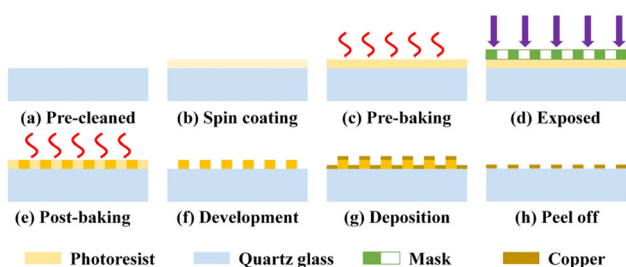 (a) Pre-cleaned
(b) Spin coating
(c) Pre-baking
(d) Exposed
(e) Post-baking
(f) Development
(g) Deposition
(h) Peel off
Photoresist
Quartz glass
Mask
Copper